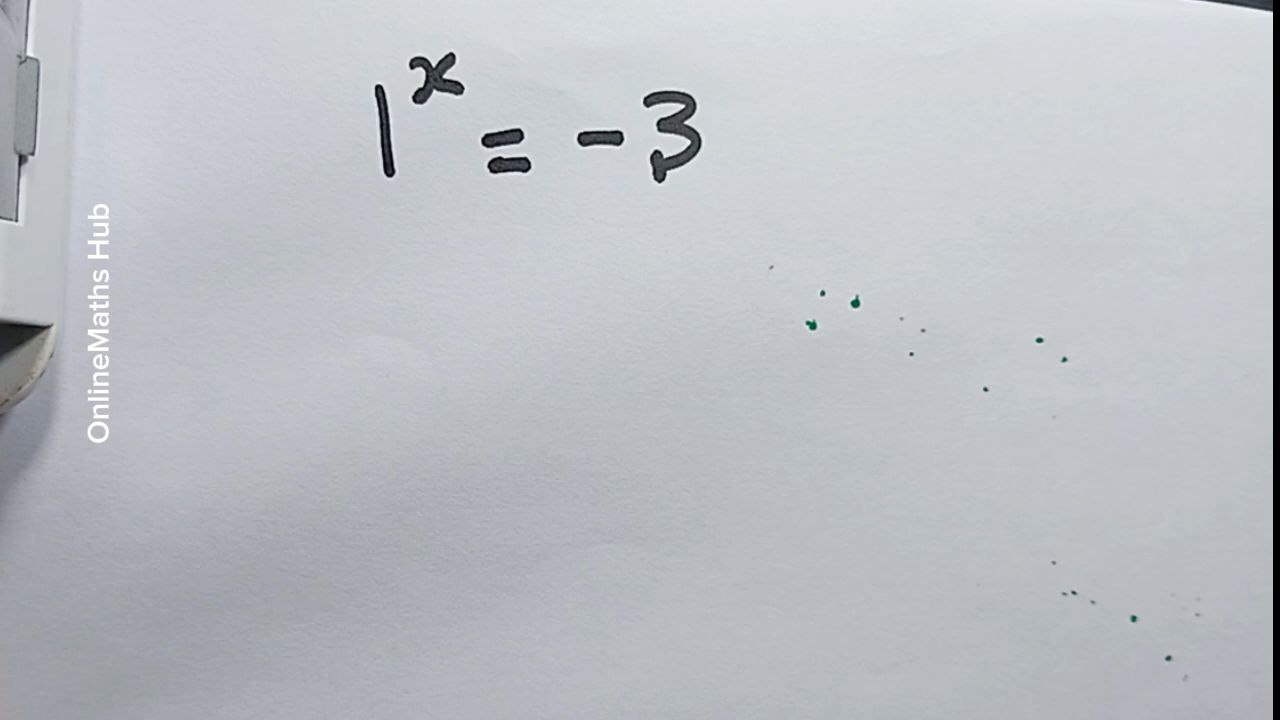 1^x = -3
OnlineMaths Hub